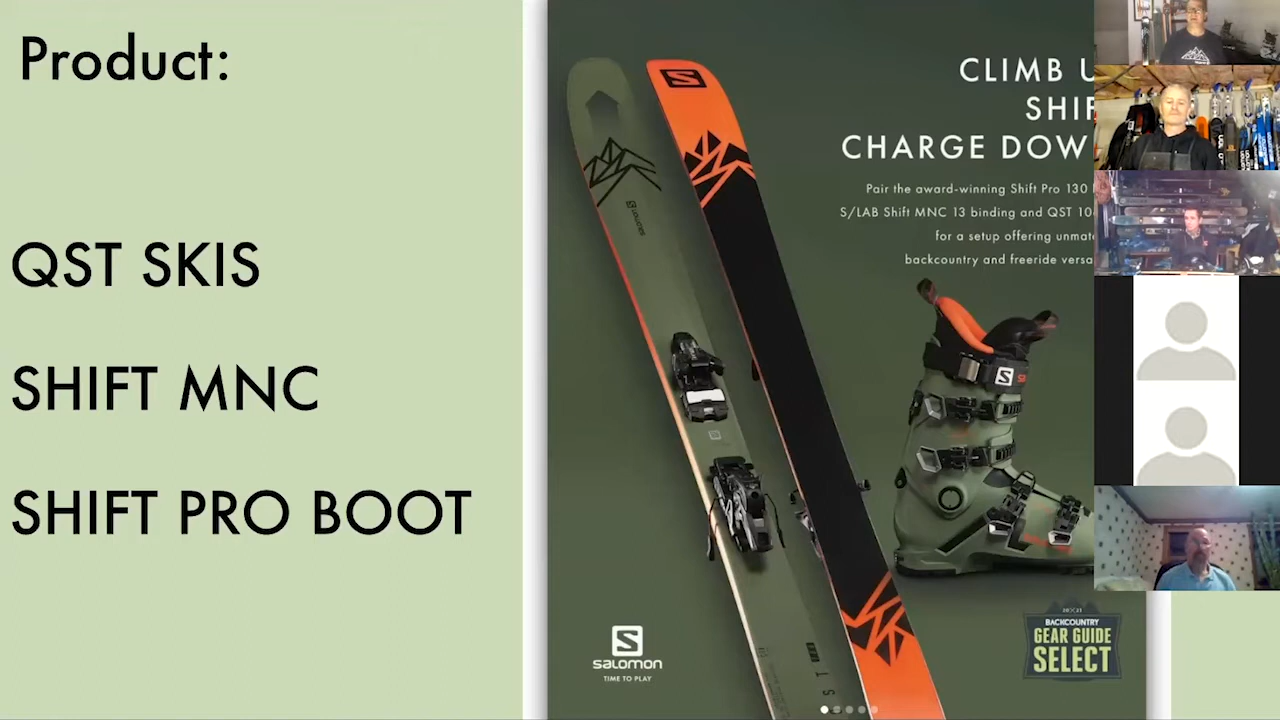 Product:
QST SKIS
SHIFT MNC
SHIFT PRO BOOT
CLIMB U
SHIF
CHARGE DOW
Pair the award-winning Shift Pro 130
S/LAB Shift MNC 13 binding and QST 10
for a setup offering unmat
backcountry and freeride versa
S
salomon
S
S
salomon
TIME TO PLAY
BACKCOUNTRY
GEAR GUIDE
SELECT